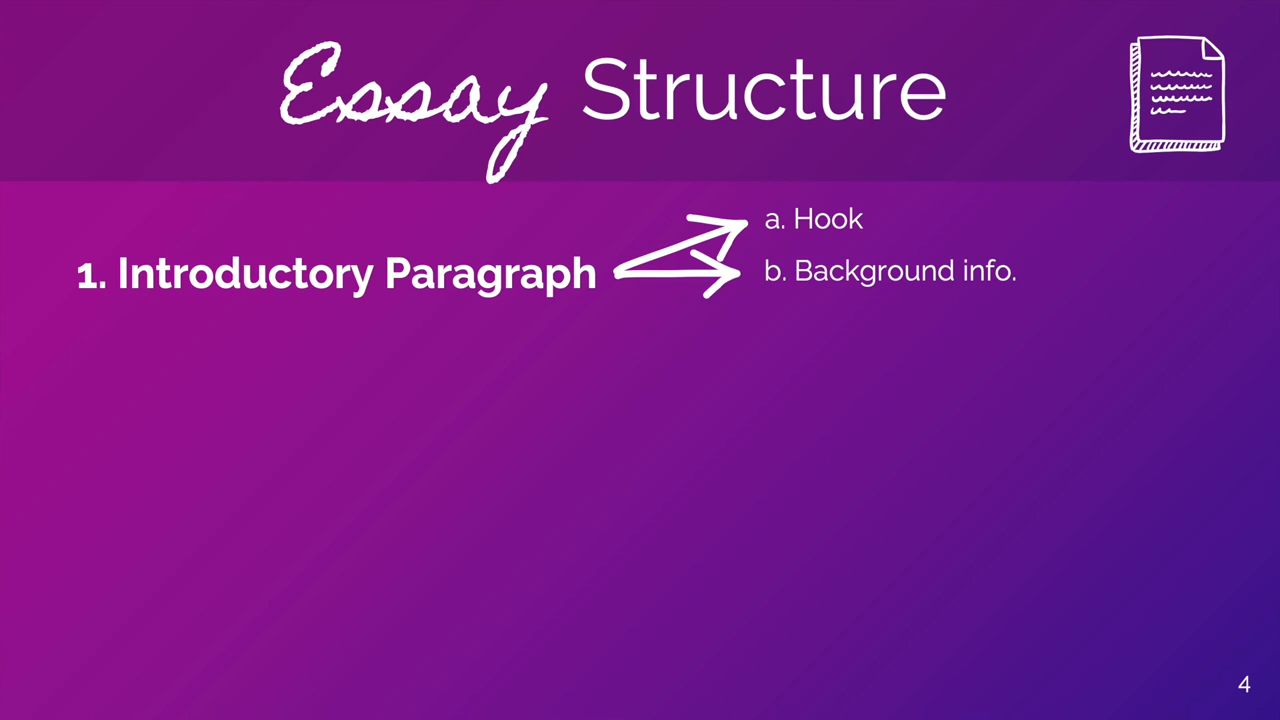 Essay Structure
1. Introductory Paragraph
a. Hook
b. Background info.
4